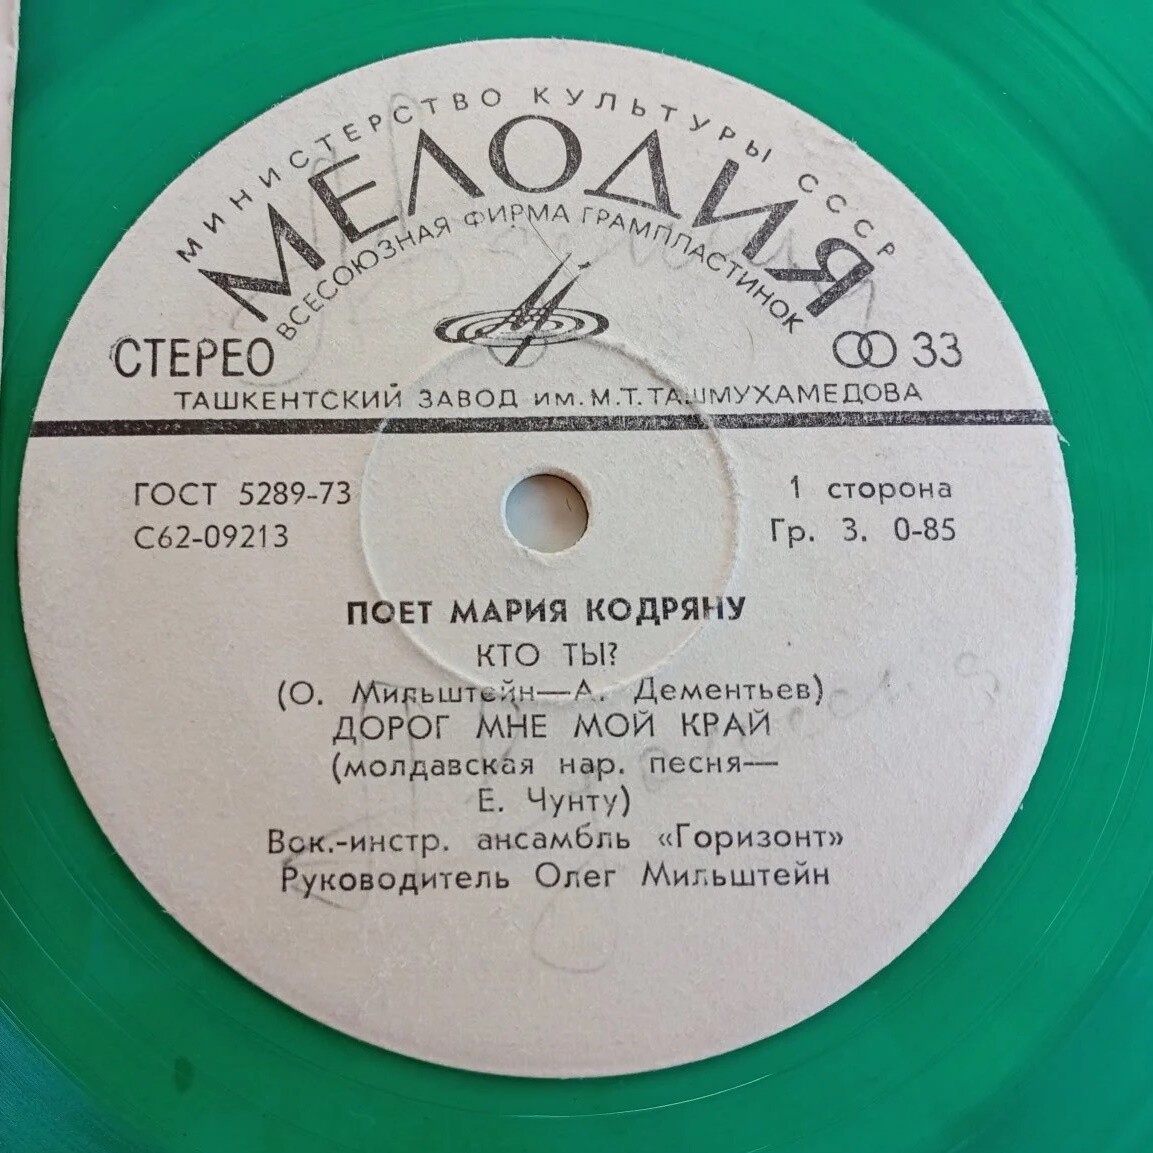 МИНИСТЕРСТВО КУЛЬТУРЫ СССР
МЕЛОДИЯ
ВСЕСОЮЗНАЯ ФИРМА ГРАМПЛАСТИНОК
СТЕРЕО
33
ТАШКЕНТСКИЙ ЗАВОД им. М.Т. ТАШМУХАМЕДОВА
ГОСТ 5289-73
1 сторона
С62-09213
Гр. 3. 0-85
ПОЕТ МАРИЯ КОДРЯНУ
КТО ТЫ?
(О. Мильштейн—А. Дементьев)
ДОРОГ МНЕ МОЙ КРАЙ
(молдавская нар. песня—
Е. Чунту)
Вок.-инстр. ансамбль «Горизонт»
Руководитель Олег Мильштейн